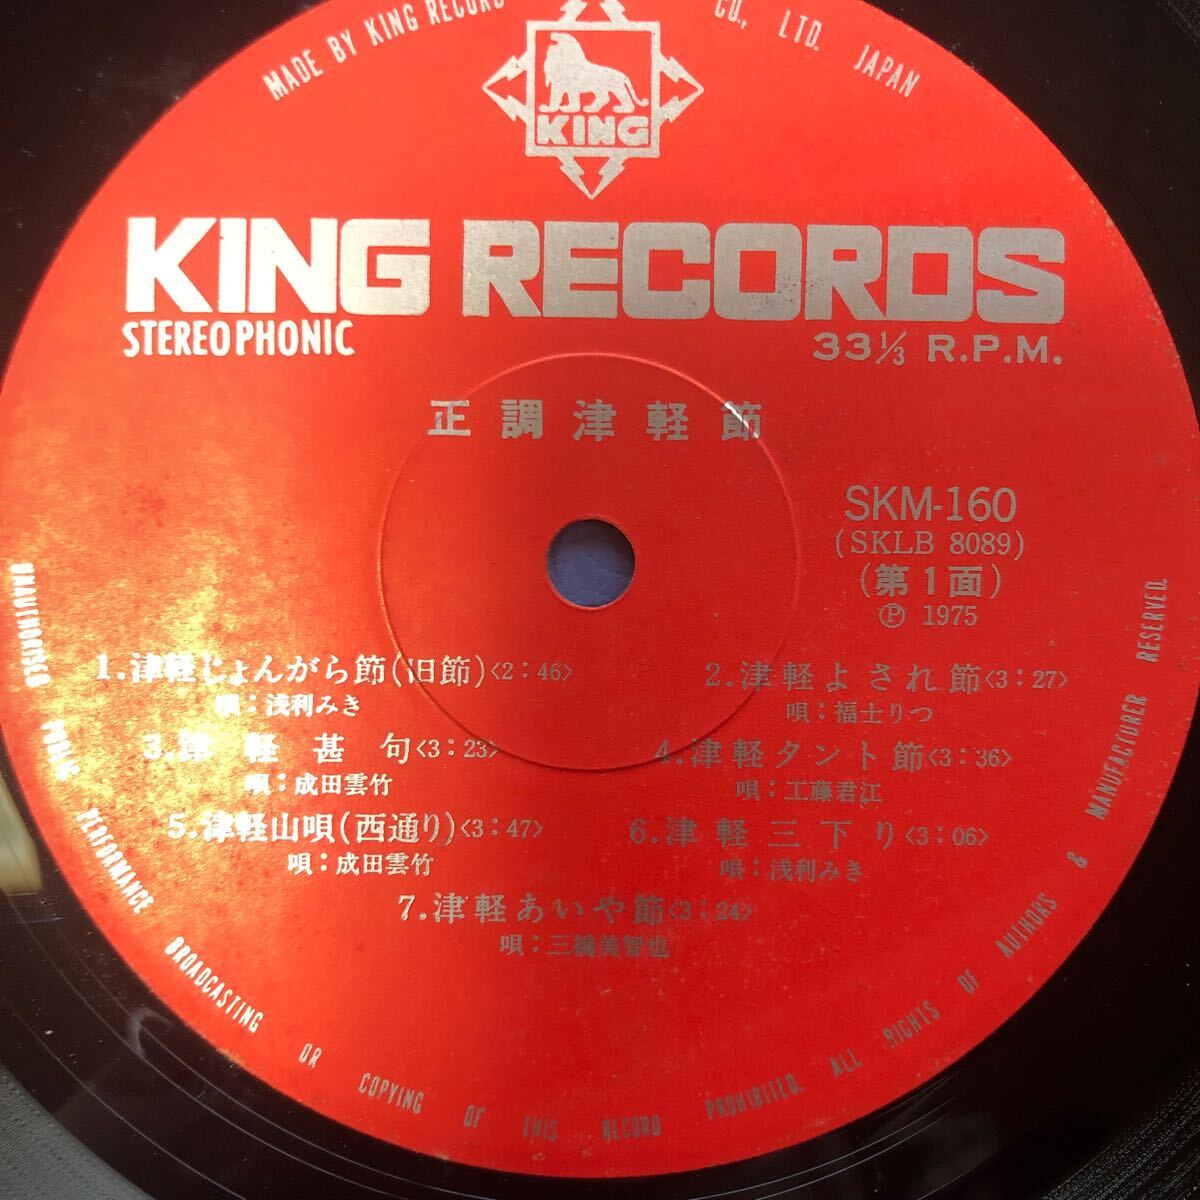 MADE BY KING RECORD CO., LTD. JAPAN
KING
KING RECORDS
STEREOPHONIC
33 1/3 R.P.M.
正調津軽節
SKM-160
(SKLB 8089)
(第1面)
Ⓟ 1975
1.津軽じょんがら節(旧節)<2:46>
唄:浅利みき
2.津軽よされ節<3:27>
唄:福士りつ
3.津軽甚句<3:23>
唄:成田雲竹
4.津軽タント節<3:36>
唄:工藤君江
5.津軽山唄(西通り)<3:47>
唄:成田雲竹
6.津軽三下り<3:06>
唄:浅利みき
7.津軽あいや節<3:24>
唄:三橋美智也
UNAUTHORISED PUBLIC PERFORMANCE BROADCASTING OR COPYING OF THIS RECORD PROHIBITED. ALL RIGHTS OF AUTHORS & MANUFACTURER RESERVED.